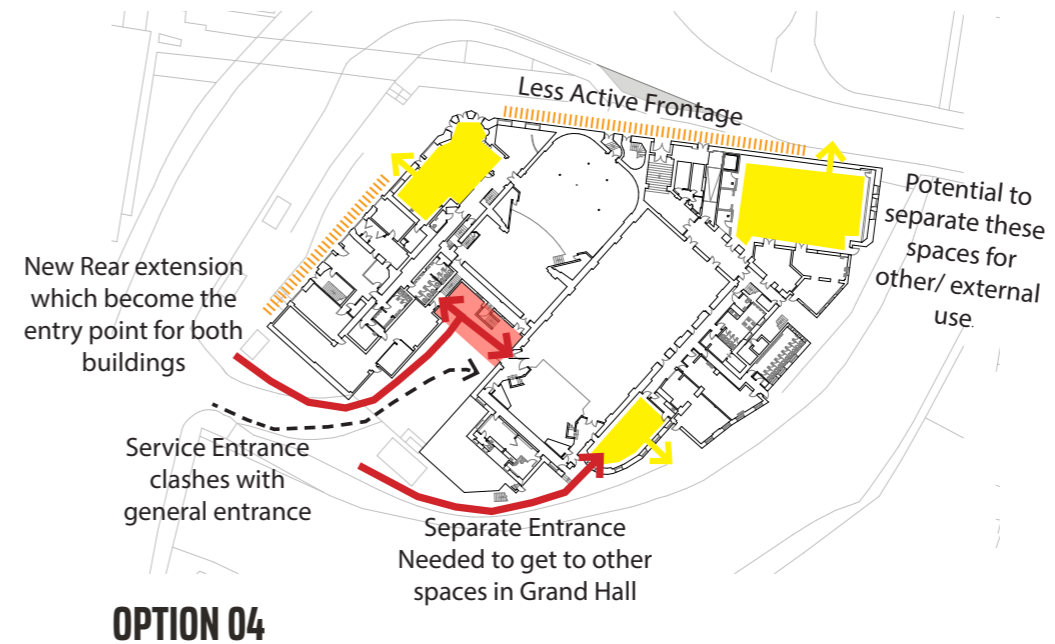 Less Active Frontage
Potential to
separate these
spaces for
other/ external
use.
New Rear extension
which become the
entry point for both
buildings
Service Entrance
clashes with
general entrance
Separate Entrance
Needed to get to other
spaces in Grand Hall
OPTION 04